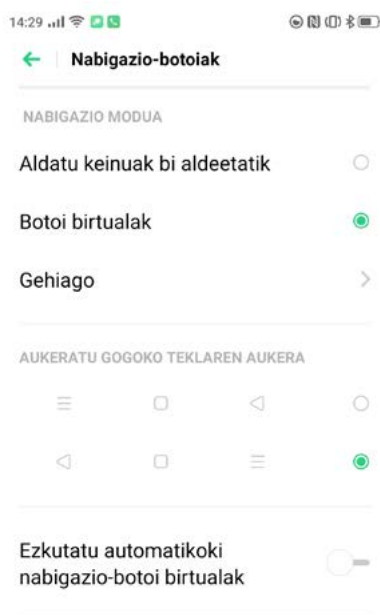 14:29
Nabigazio-botoiak
NABIGAZIO MODUA
Aldatu keinuak bi aldeetatik
Botoi birtualak
Gehiago
AUKERATU GOGOKO TEKLAREN AUKERA
Ezkutatu automatikoki
nabigazio-botoi birtualak